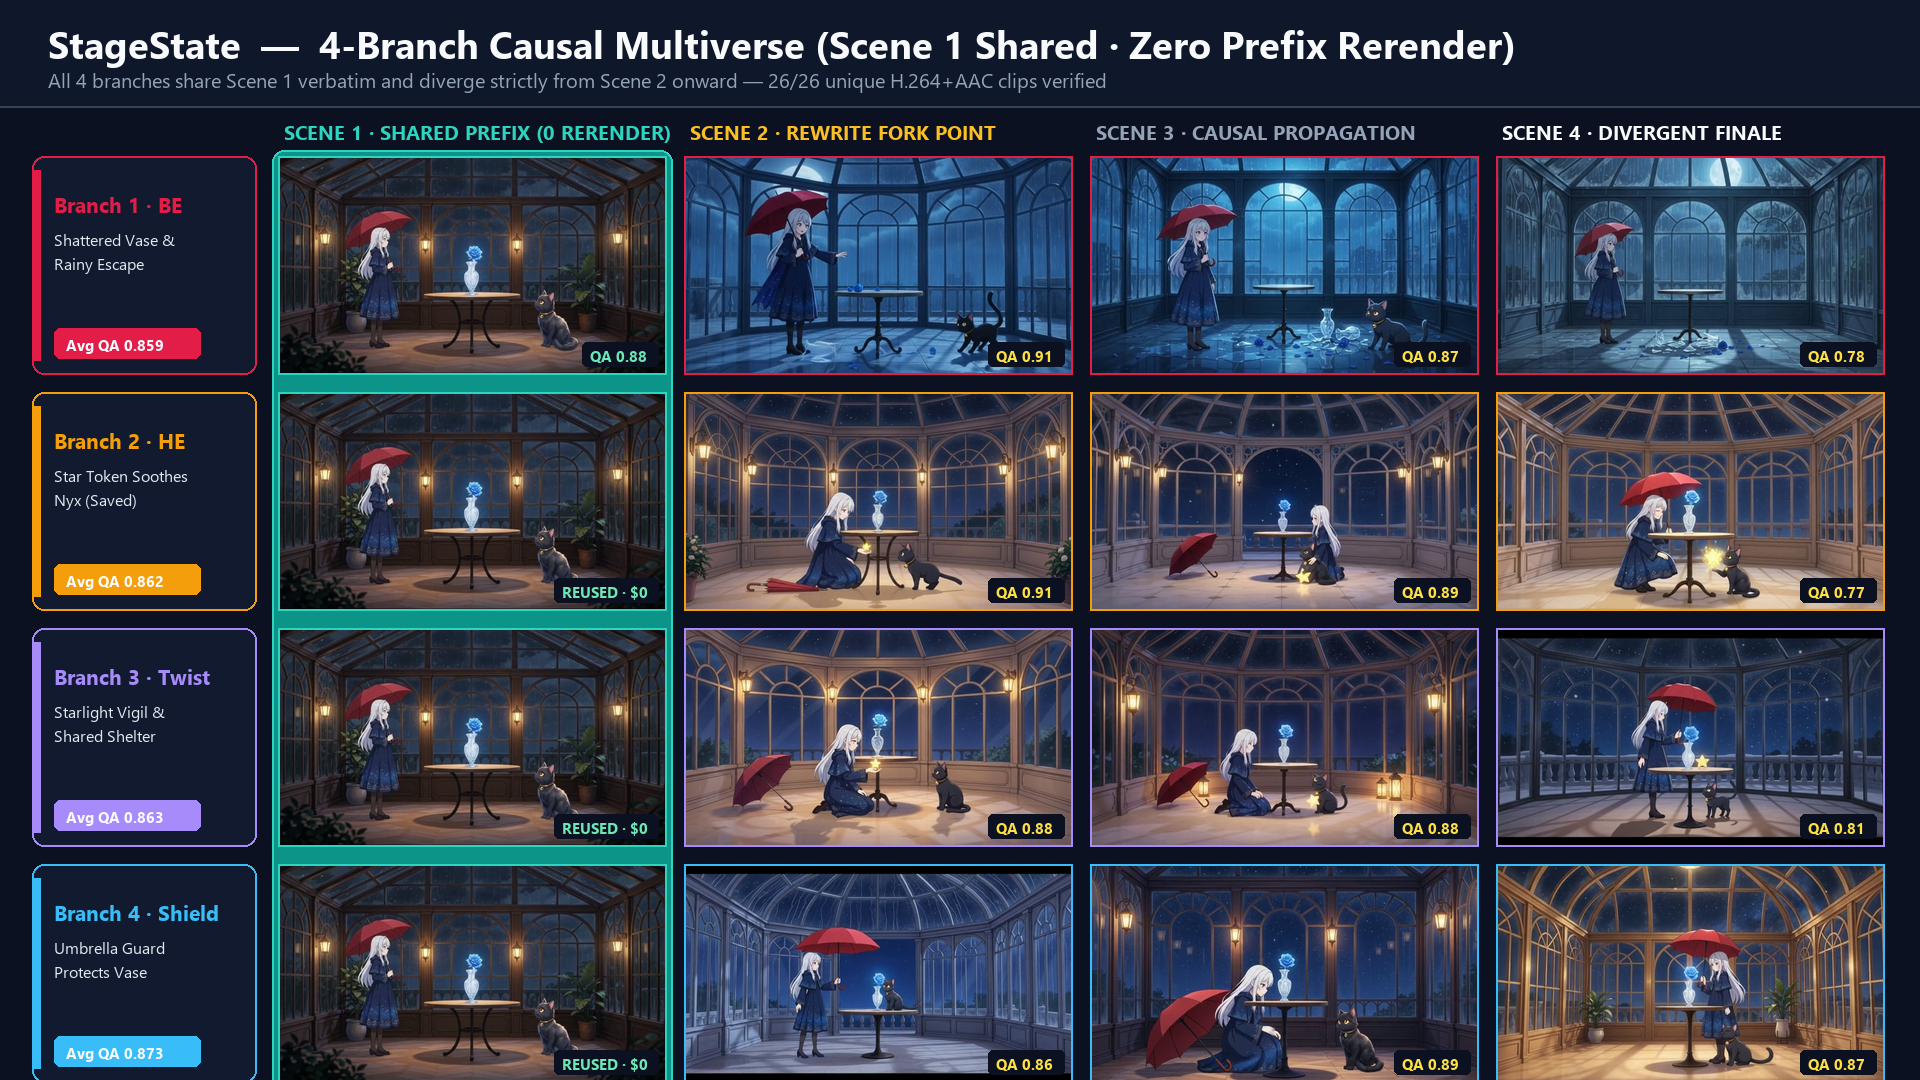 StageState — 4-Branch Causal Multiverse (Scene 1 Shared · Zero Prefix Rerender)
All 4 branches share Scene 1 verbatim and diverge strictly from Scene 2 onward — 26/26 unique H.264+AAC clips verified
SCENE 1 · SHARED PREFIX (0 RERENDER)
SCENE 2 · REWRITE FORK POINT
SCENE 3 · CAUSAL PROPAGATION
SCENE 4 · DIVERGENT FINALE
Branch 1 · BE
Shattered Vase &
Rainy Escape
Avg QA 0.859
QA 0.88
QA 0.91
QA 0.87
QA 0.78
Branch 2 · HE
Star Token Soothes
Nyx (Saved)
Avg QA 0.862
REUSED · $0
QA 0.91
QA 0.89
QA 0.77
Branch 3 · Twist
Starlight Vigil &
Shared Shelter
Avg QA 0.863
REUSED · $0
QA 0.88
QA 0.88
QA 0.81
Branch 4 · Shield
Umbrella Guard
Protects Vase
Avg QA 0.873
REUSED · $0
QA 0.86
QA 0.89
QA 0.87